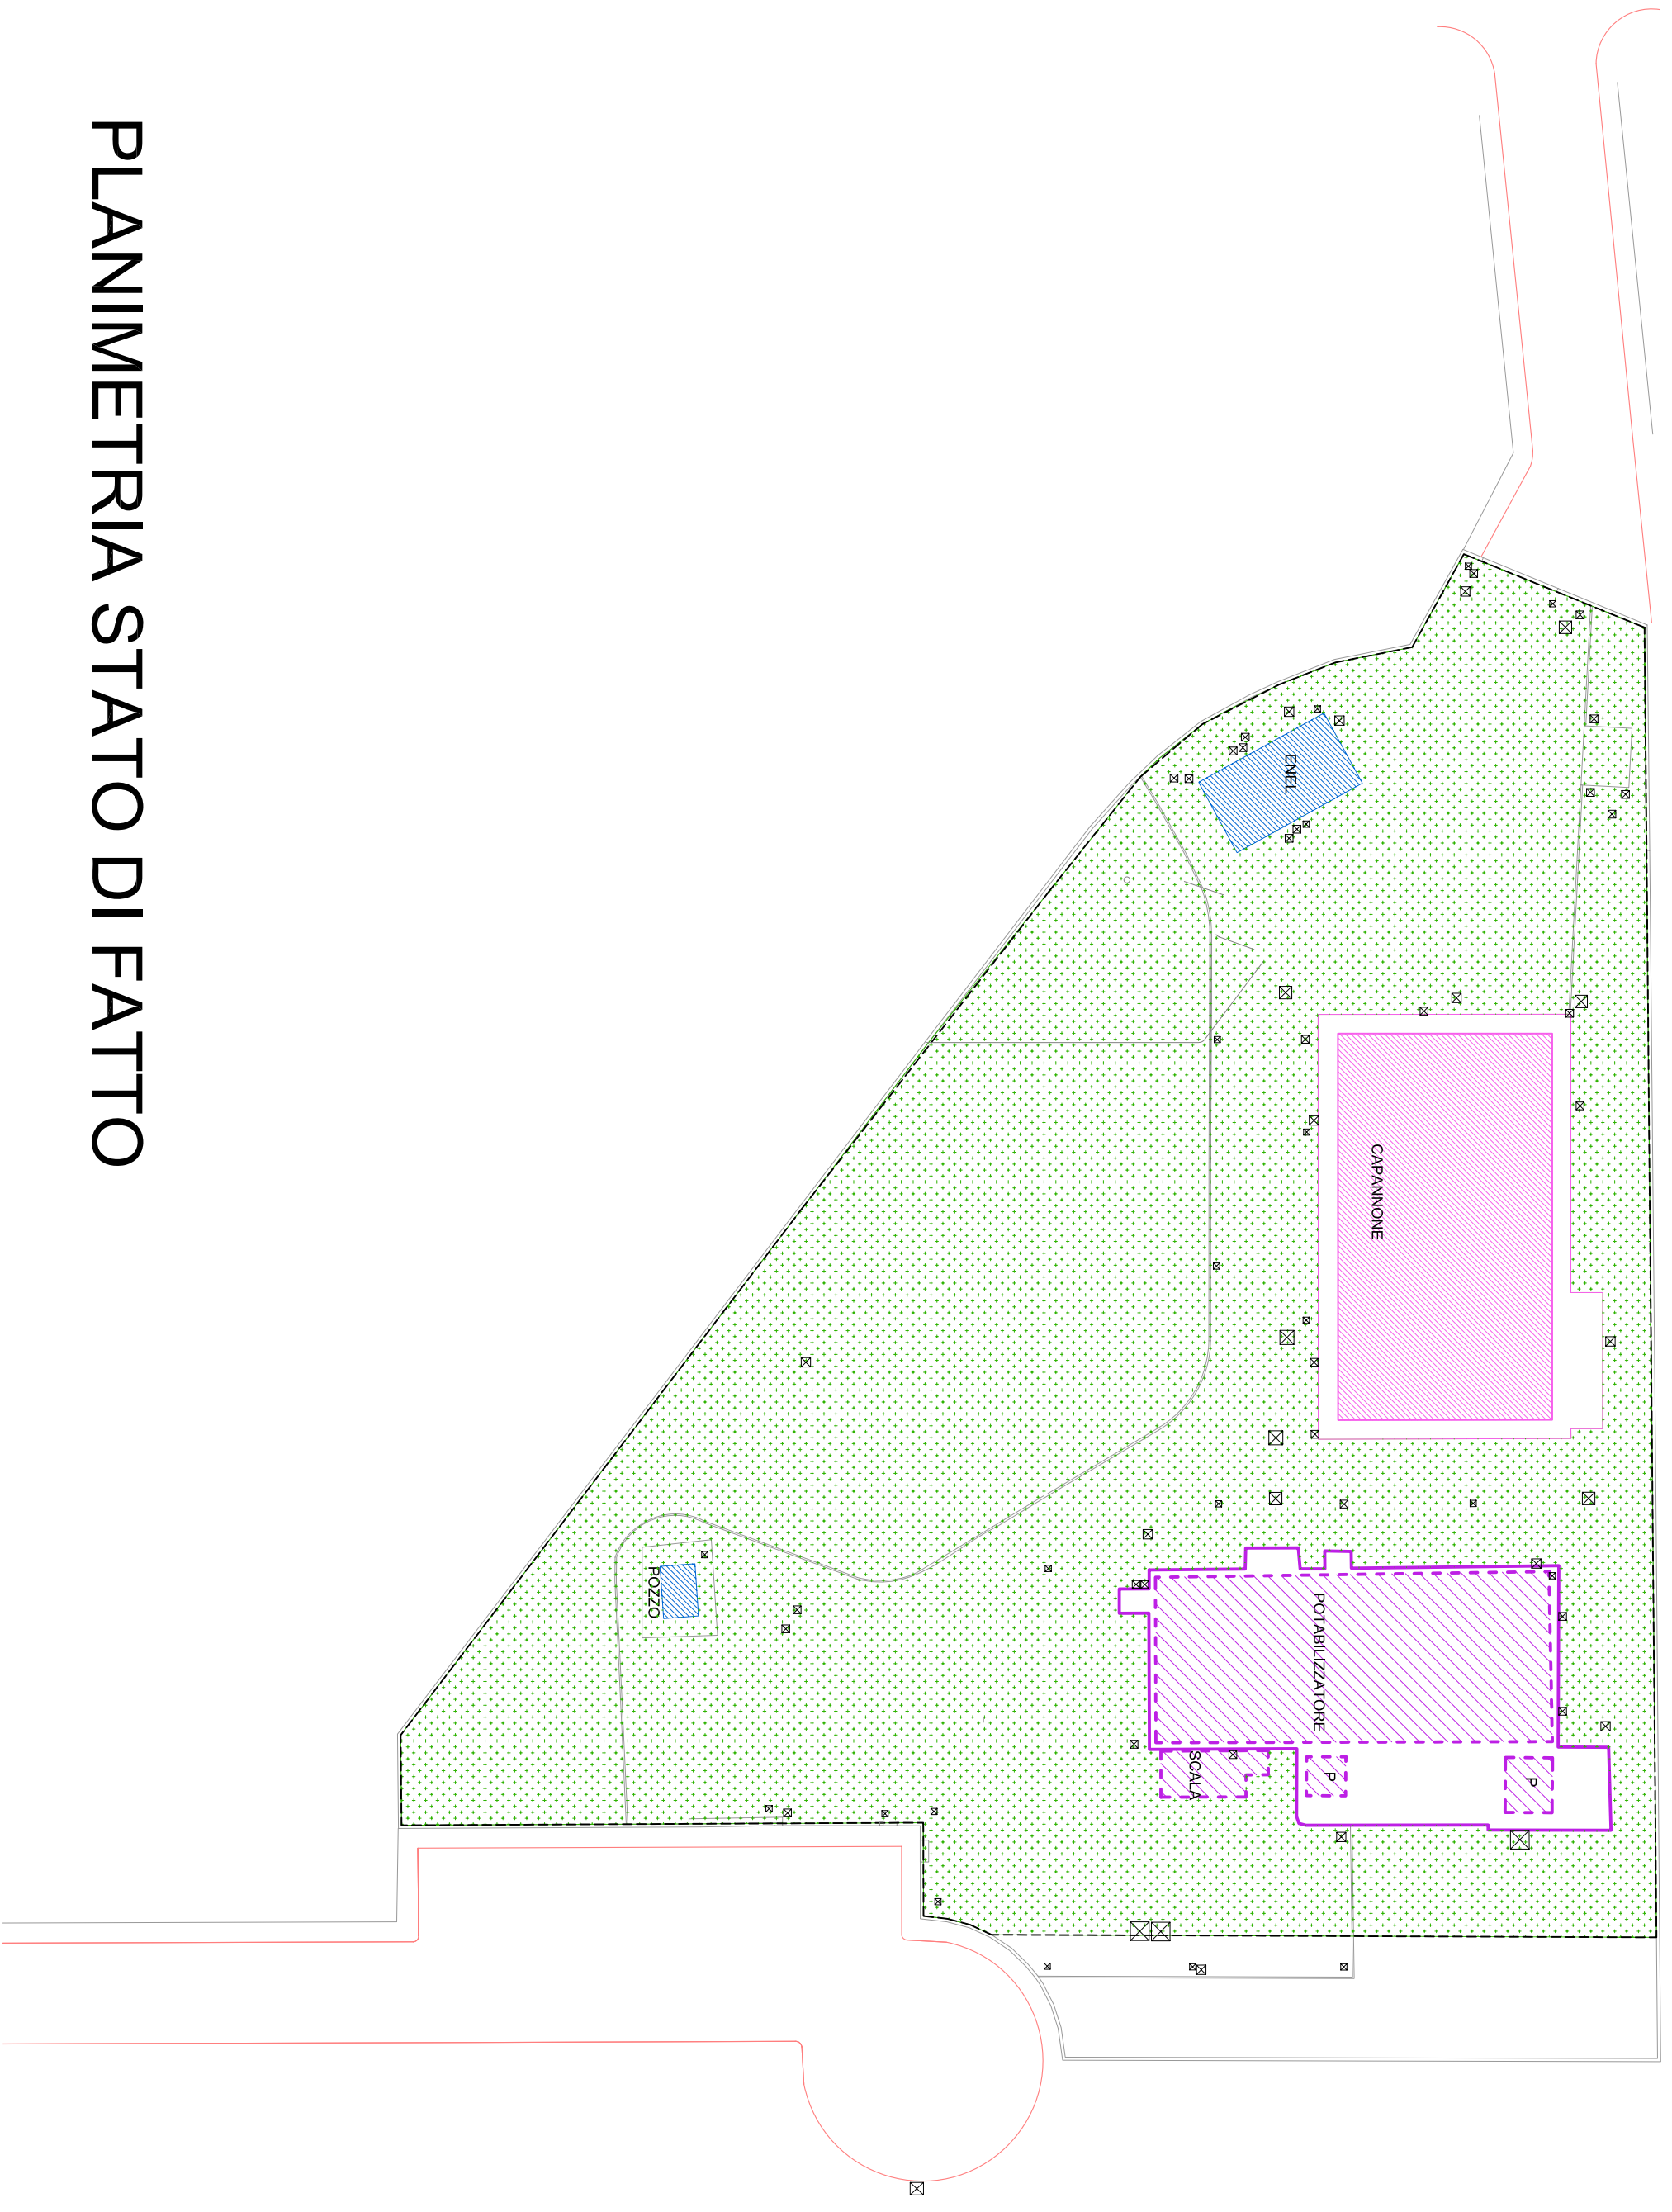 PLANIMETRIA STATO DI FATTO
ENEL
CAPANNONE
POZZO
POTABILIZZATORE
SCALA
P
P